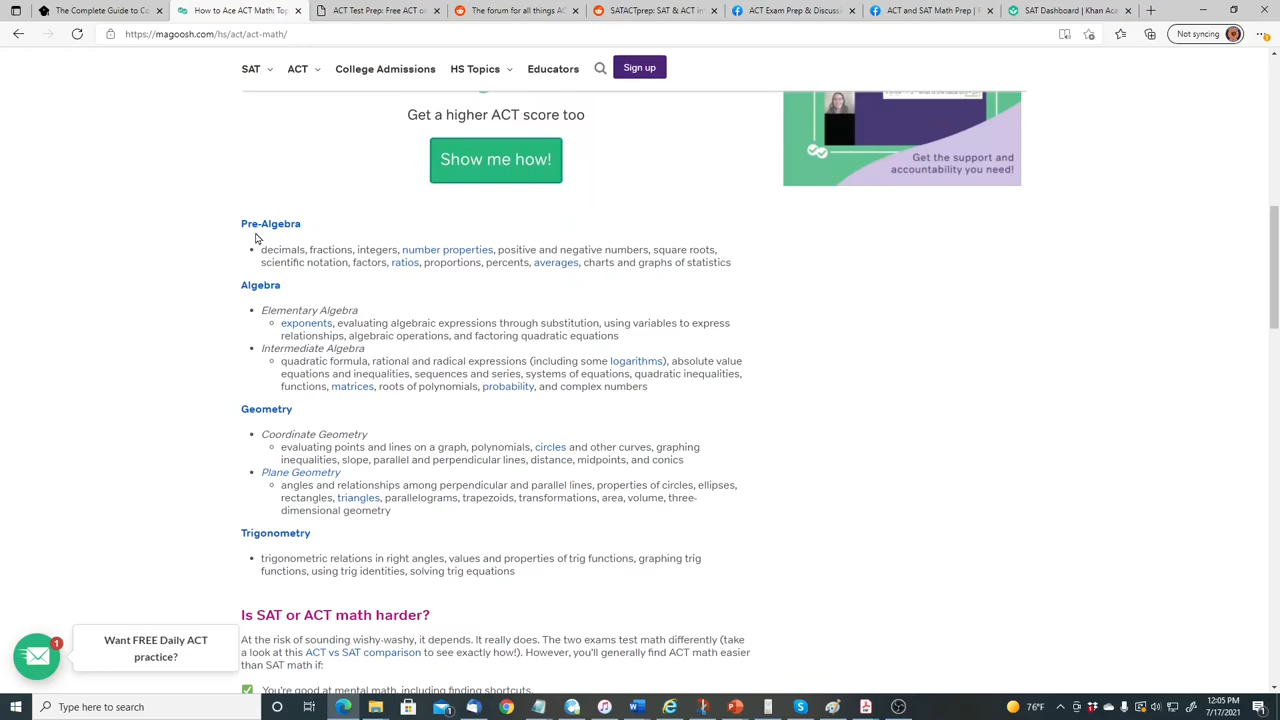 The Complete Guide to
ACT Test Prep
ACT Test Prep Forum for all things AC
SATACTprep: SAT & ACT
ACT Exam Prep & Discuss
ACT and SAT Prep Group |
SAT Dashboard | Khan Ac
https://magoosh.com/hs/act/act-math/
Not syncing
SAT
ACT
College Admissions
HS Topics
Educators
Sign up
Get a higher ACT score too
Show me how!
Get the support and
accountability you need!
Pre-Algebra
decimals, fractions, integers, number properties, positive and negative numbers, square roots,
scientific notation, factors, ratios, proportions, percents, averages, charts and graphs of statistics
Algebra
Elementary Algebra
exponents, evaluating algebraic expressions through substitution, using variables to express
relationships, algebraic operations, and factoring quadratic equations
Intermediate Algebra
quadratic formula, rational and radical expressions (including some logarithms), absolute value
equations and inequalities, sequences and series, systems of equations, quadratic inequalities,
functions, matrices, roots of polynomials, probability, and complex numbers
Geometry
Coordinate Geometry
evaluating points and lines on a graph, polynomials, circles and other curves, graphing
inequalities, slope, parallel and perpendicular lines, distance, midpoints, and conics
Plane Geometry
angles and relationships among perpendicular and parallel lines, properties of circles, ellipses,
rectangles, triangles, parallelograms, trapezoids, transformations, area, volume, three-
dimensional geometry
Trigonometry
trigonometric relations in right angles, values and properties of trig functions, graphing trig
functions, using trig identities, solving trig equations
Is SAT or ACT math harder?
At the risk of sounding wishy-washy, it depends. It really does. The two exams test math differently (take
a look at this ACT vs SAT comparison to see exactly how!). However, you'll generally find ACT math easier
than SAT math if:
You're good at mental math, including finding shortcuts.
1
Want FREE Daily ACT
practice?
Type here to search
76°F
12:05 PM
7/17/2021